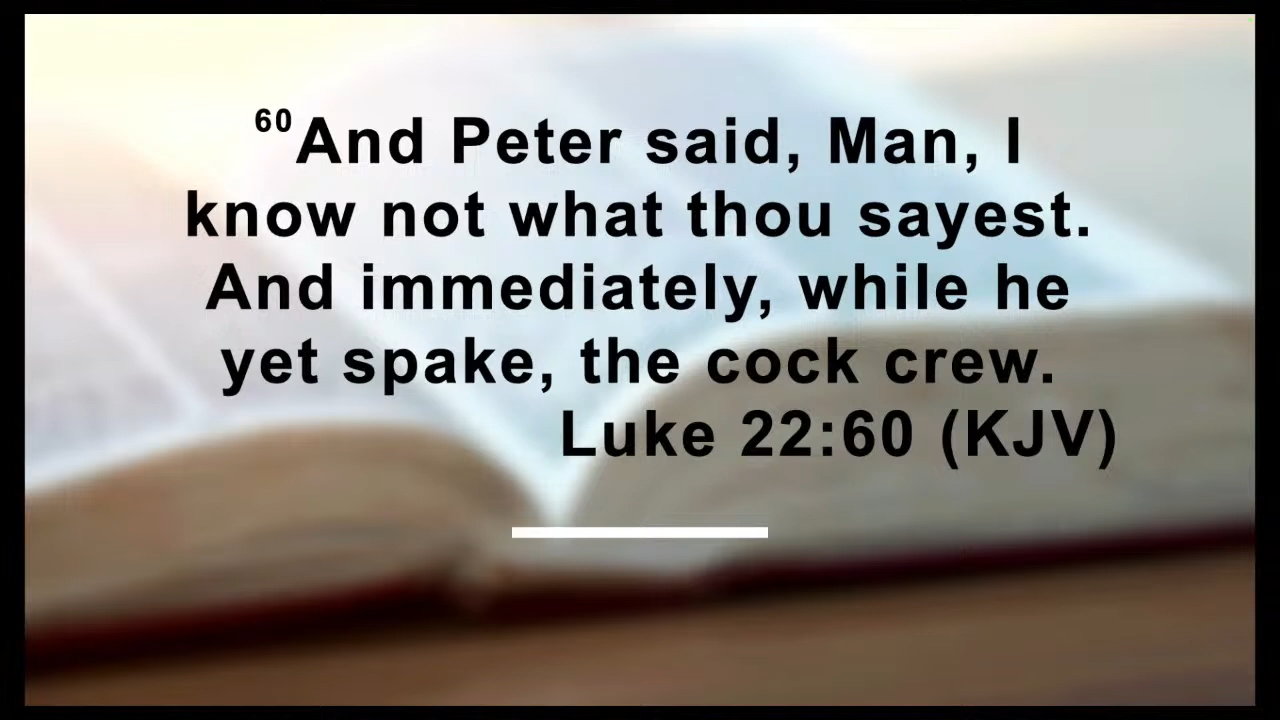 60And Peter said, Man, I
know not what thou sayest.
And immediately, while he
yet spake, the cock crew.
Luke 22:60 (KJV)